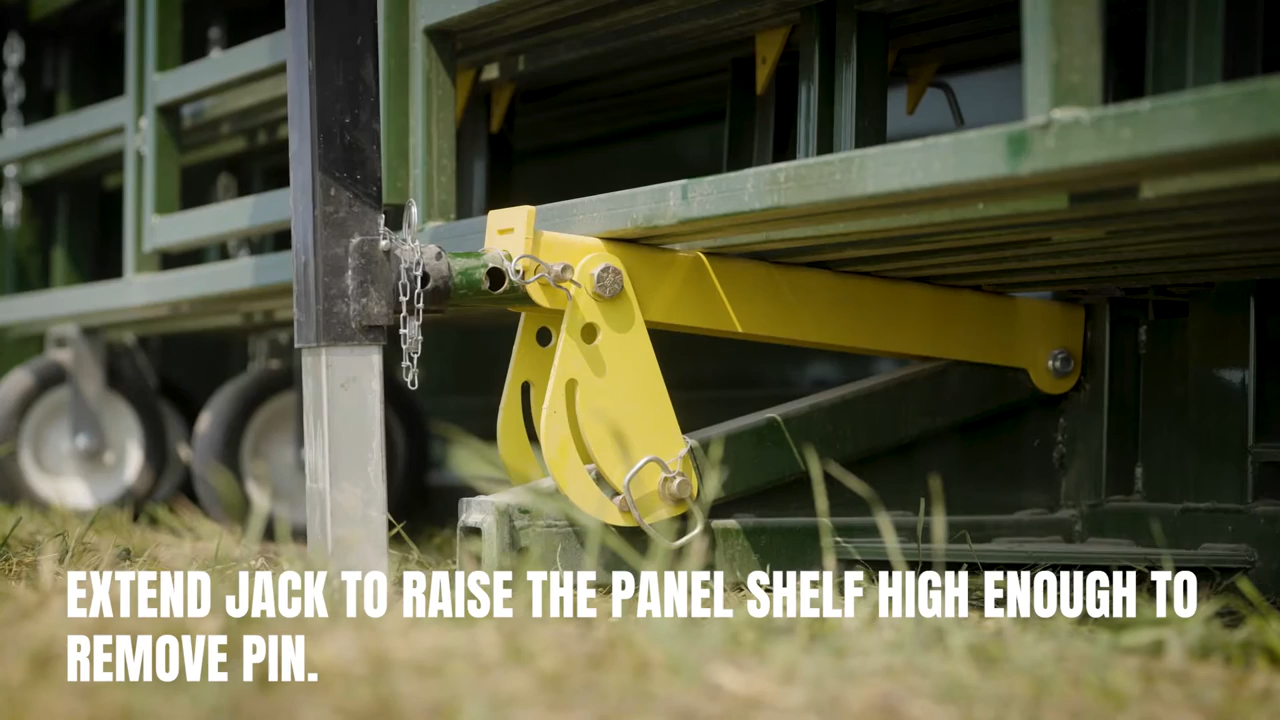 EXTEND JACK TO RAISE THE PANEL SHELF HIGH ENOUGH TO
REMOVE PIN.